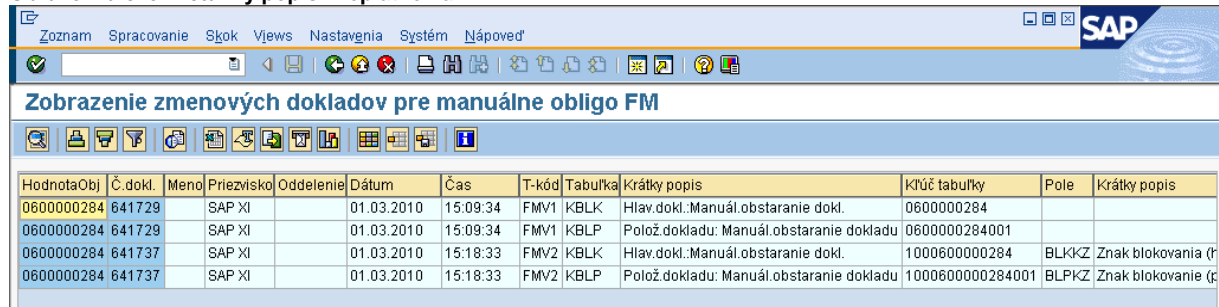 Zoznam Spracovanie Skok Views Nastavenia Systém Nápoveď
SAP
Zobrazenie zmenových dokladov pre manuálne obligo FM
HodnotaObj Č.dokl. Meno Priezvisko Oddelenie Dátum Čas T-kód Tabuľka Krátky popis Kľúč tabuľky Pole Krátky popis
0600000284 641729 SAP XI 01.03.2010 15:09:34 FMV1 KBLK Hlav.dokl.:Manuál.obstaranie dokl. 0600000284
0600000284 641729 SAP XI 01.03.2010 15:09:34 FMV1 KBLP Polož.dokladu: Manuál.obstaranie dokladu 0600000284001
0600000284 641737 SAP XI 01.03.2010 15:18:33 FMV2 KBLK Hlav.dokl.:Manuál.obstaranie dokl. 1000600000284 BLKKZ Znak blokovania (h
0600000284 641737 SAP XI 01.03.2010 15:18:33 FMV2 KBLP Polož.dokladu: Manuál.obstaranie dokladu 1000600000284001 BLPKZ Znak blokovanie (p